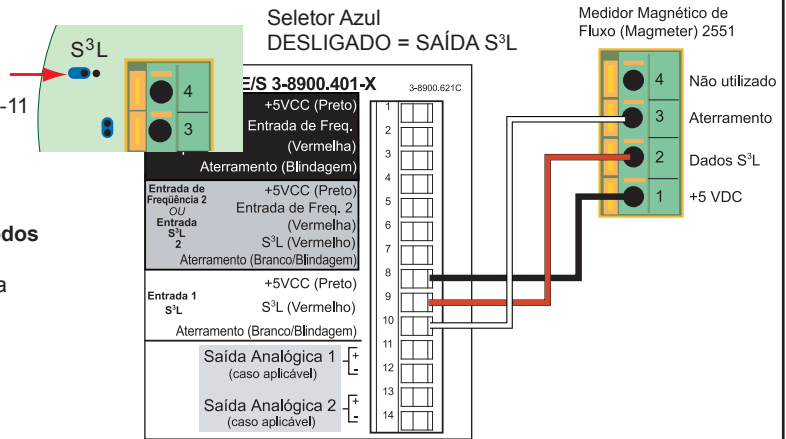 Seletor Azul
DESLIGADO = SAÍDA S³L
Medidor Magnético de
Fluxo (Magmeter) 2551
S³L
-11
4
3
odos
a
E/S 3-8900.401-X
3-8900.621C
+5VCC (Preto)
Entrada de Freq.
(Vermelha)
Aterramento (Blindagem)
Entrada de
Freqüência 2
OU
Entrada
S³L
2
+5VCC (Preto)
Entrada de Freq. 2
(Vermelha)
S³L (Vermelho)
Aterramento (Branco/Blindagem)
Entrada 1
S³L
+5VCC (Preto)
S³L (Vermelho)
Aterramento (Branco/Blindagem)
Saída Analógica 1
(caso aplicável)
+
-
Saída Analógica 2
(caso aplicável)
+
-
1
2
3
4
5
6
7
8
9
10
11
12
13
14
4 Não utilizado
3 Aterramento
2 Dados S³L
1 +5 VDC